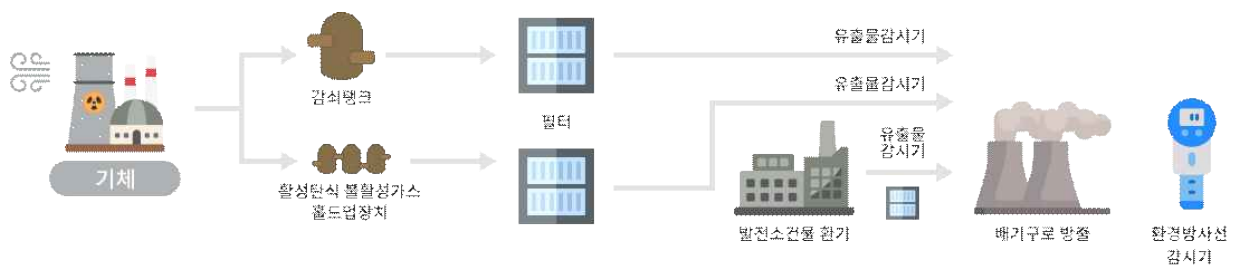 기체
감쇠탱크
활성탄식 불활성가스
홀드업장치
필터
유출물감시기
유출물감시기
유출물
감시기
발전소건물 환기
배기구로 방출
환경방사선
감시기